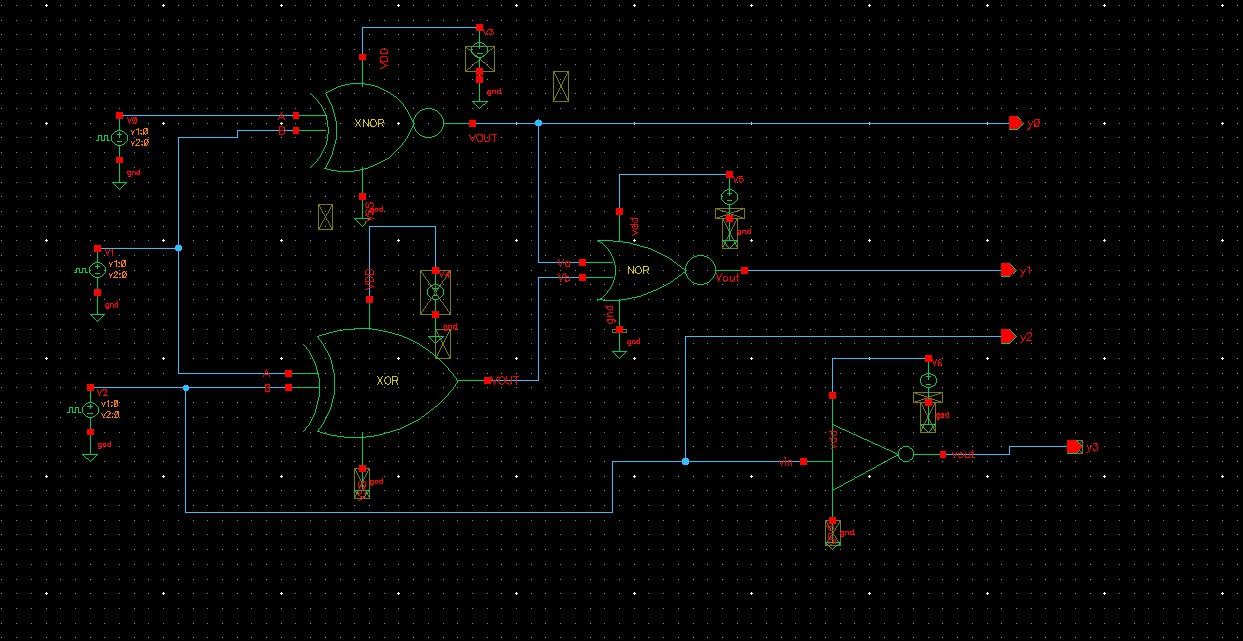 v3
VDD
gnd
XNOR
A
v0
v1:0
v2:0
gnd
VOUT
y0
v5
gnd
vdd
Va
Vb
NOR
Vout
y1
gnd
gnd
v1
v1:0
v2:0
gnd
VDD
gnd
y2
v6
gnd
vdd
A
XOR
VOUT
v2
v1:0
v2:0
gnd
gnd
vin
vout
y3
gnd